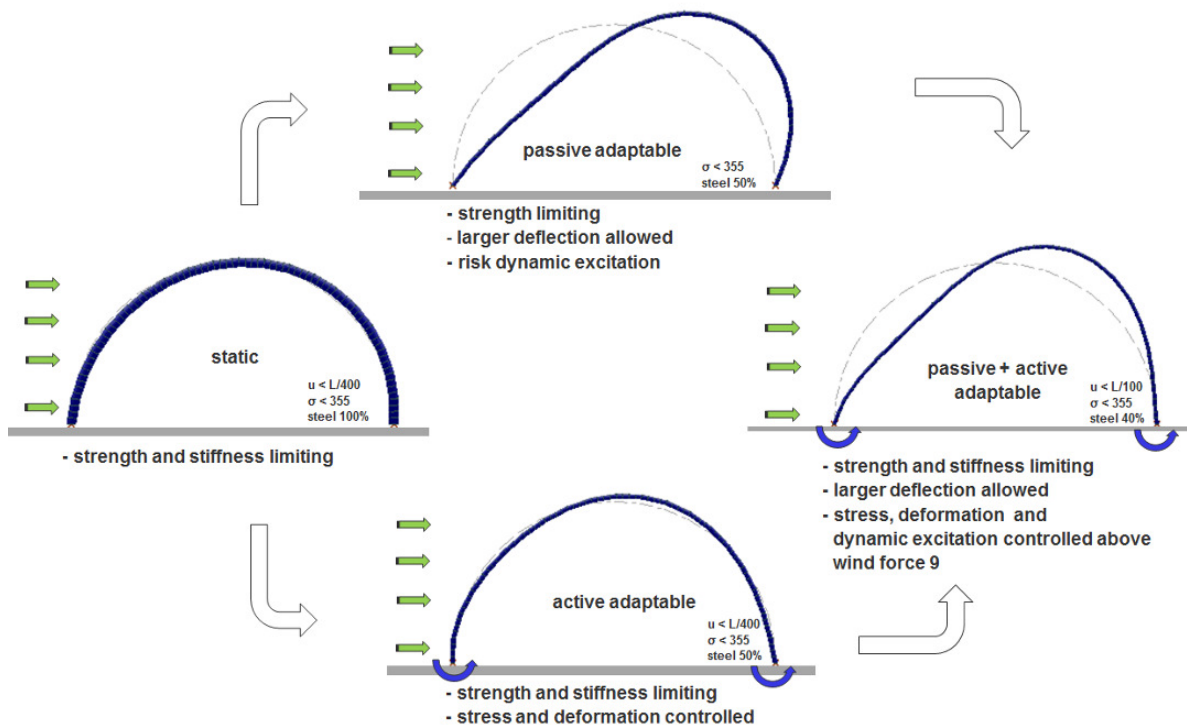 passive adaptable
σ < 355
steel 50%
- strength limiting
- larger deflection allowed
- risk dynamic excitation
static
u < L/400
σ < 355
steel 100%
- strength and stiffness limiting
passive + active
adaptable
u < L/100
σ < 355
steel 40%
- strength and stiffness limiting
- larger deflection allowed
- stress, deformation and
dynamic excitation controlled above
wind force 9
active adaptable
u < L/400
σ < 355
steel 50%
- strength and stiffness limiting
- stress and deformation controlled